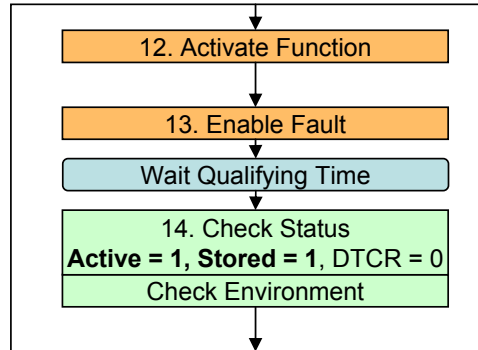 12. Activate Function
13. Enable Fault
Wait Qualifying Time
14. Check Status
Active = 1, Stored = 1, DTCR = 0
Check Environment